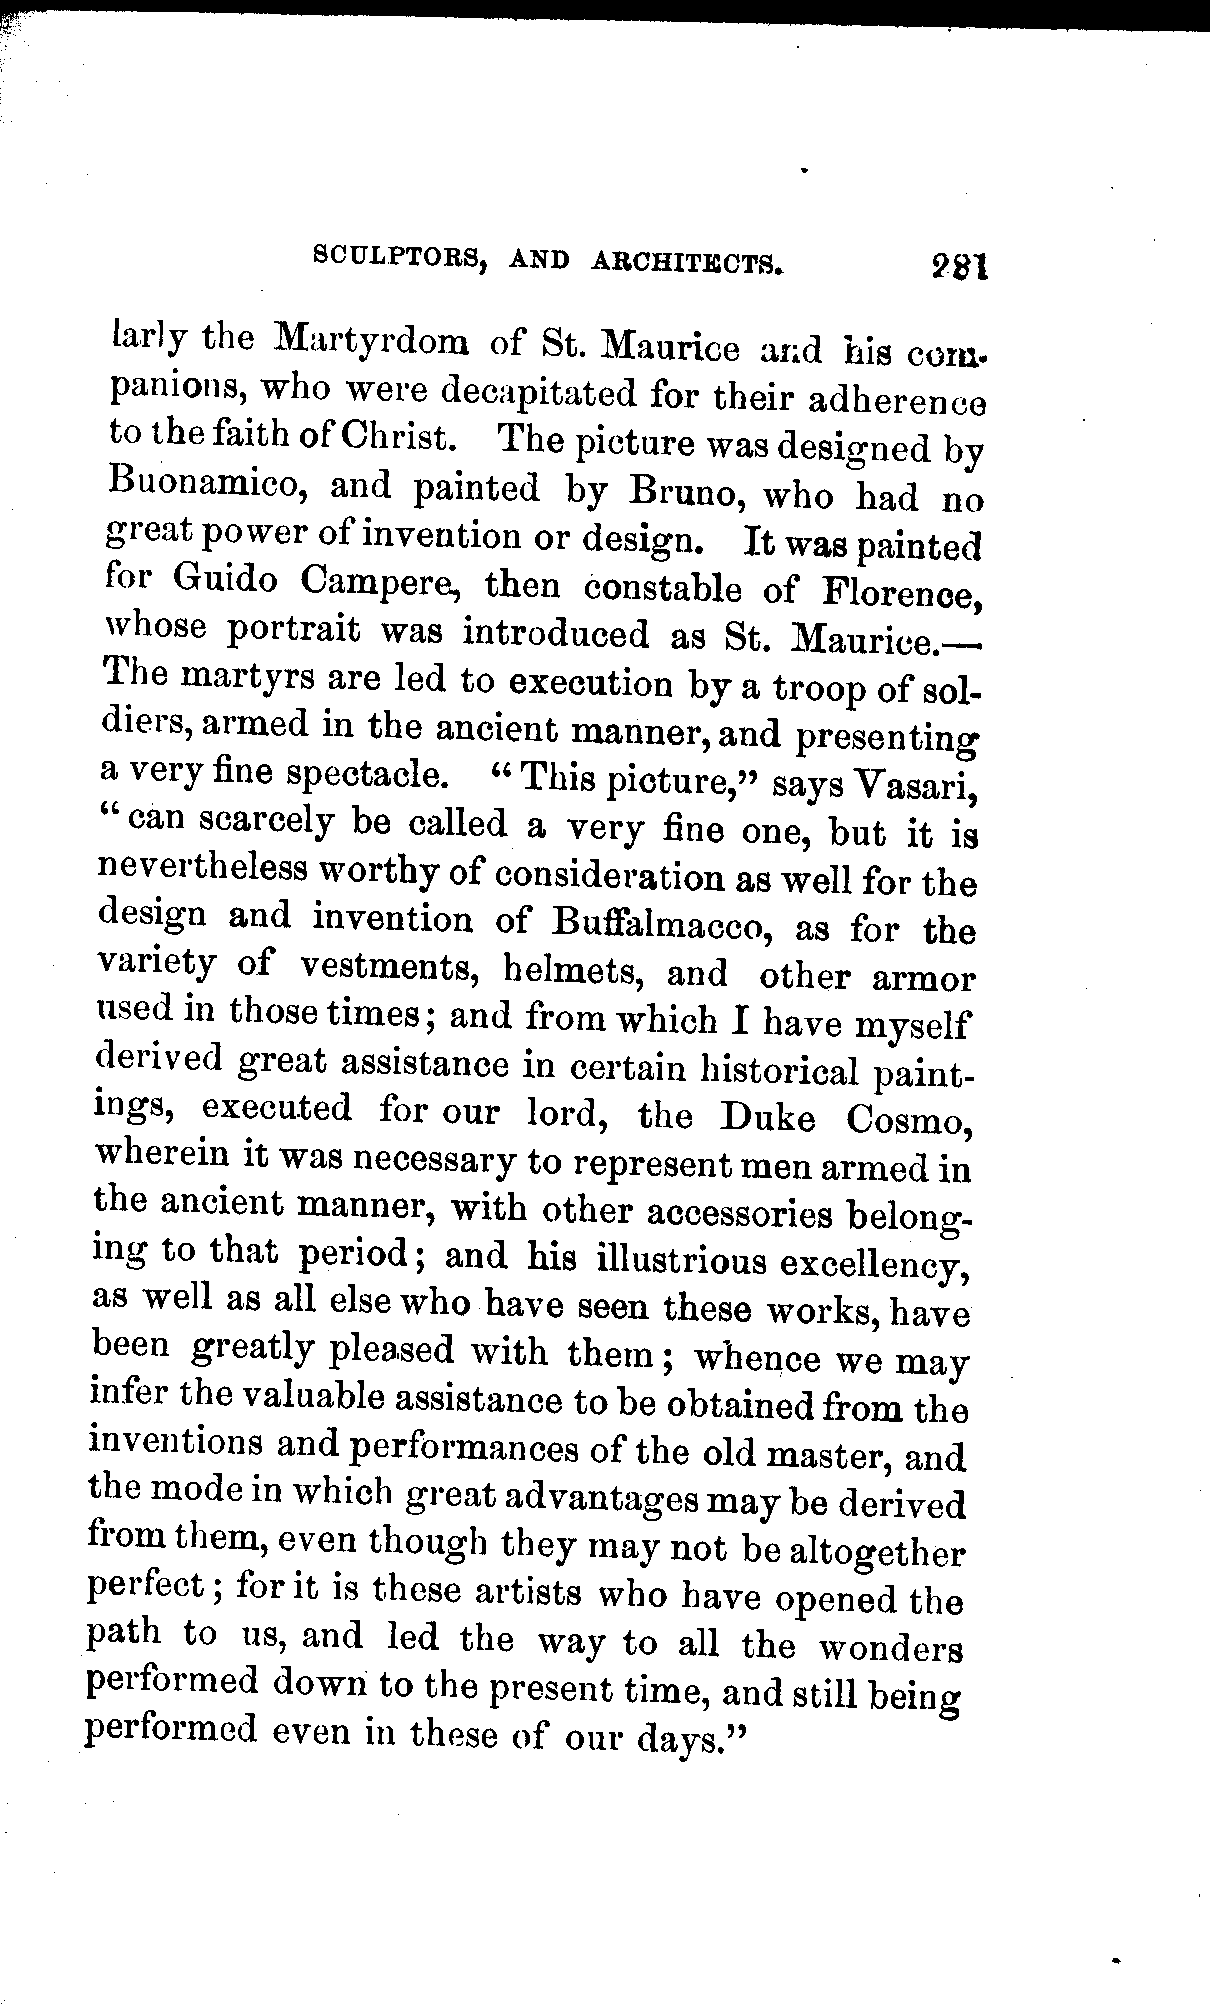 SCULPTORS, AND ARCHITECTS. 281
larly the Martyrdom of St. Maurice and his com-
panions, who were decapitated for their adherence
to the faith of Christ. The picture was designed by
Buonamico, and painted by Bruno, who had no
great power of invention or design. It was painted
for Guido Campere, then constable of Florence,
whose portrait was introduced as St. Maurice.—
The martyrs are led to execution by a troop of sol-
diers, armed in the ancient manner, and presenting
a very fine spectacle. “This picture,” says Vasari,
“can scarcely be called a very fine one, but it is
nevertheless worthy of consideration as well for the
design and invention of Buffalmacco, as for the
variety of vestments, helmets, and other armor
used in those times; and from which I have myself
derived great assistance in certain historical paint-
ings, executed for our lord, the Duke Cosmo,
wherein it was necessary to represent men armed in
the ancient manner, with other accessories belong-
ing to that period; and his illustrious excellency,
as well as all else who have seen these works, have
been greatly pleased with them; whence we may
infer the valuable assistance to be obtained from the
inventions and performances of the old master, and
the mode in which great advantages may be derived
from them, even though they may not be altogether
perfect; for it is these artists who have opened the
path to us, and led the way to all the wonders
performed down to the present time, and still being
performed even in these of our days.”